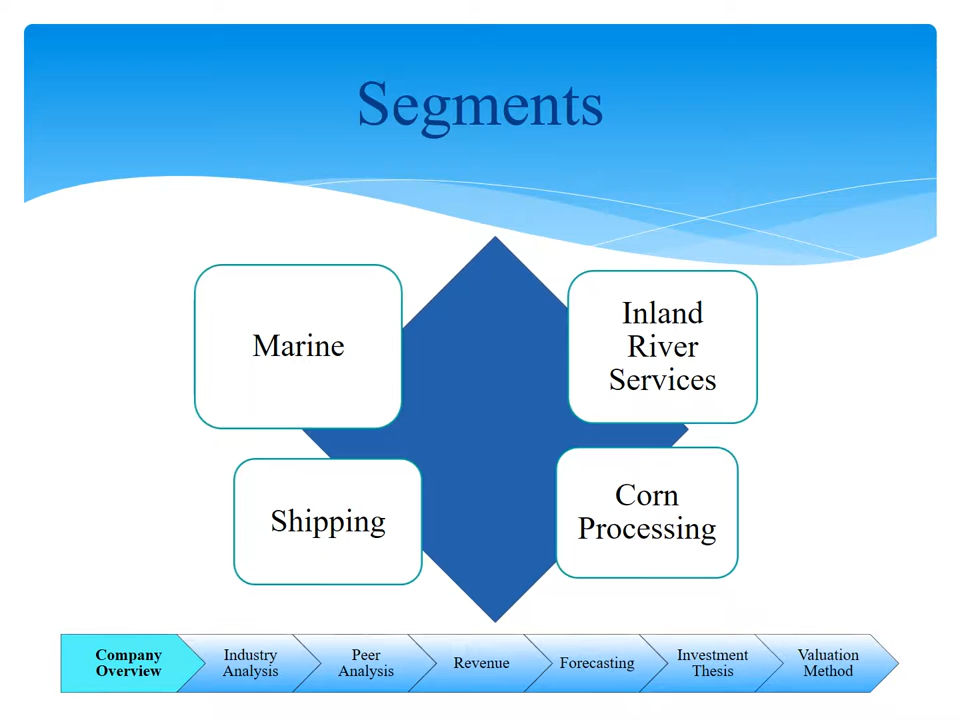 Segments
Marine
Inland
River
Services
Shipping
Corn
Processing
Company
Overview
Industry
Analysis
Peer
Analysis
Revenue
Forecasting
Investment
Thesis
Valuation
Method